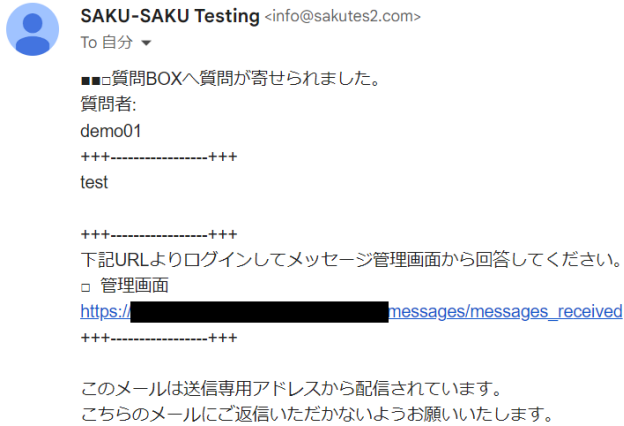 SAKU-SAKU Testing <info@sakutes2.com>
To 自分
■■□質問BOXへ質問が寄せられました。
質問者:
demo01
+++------------------+++
test
+++------------------+++
下記URLよりログインしてメッセージ管理画面から回答してください。
□ 管理画面
https:// messages/messages_received
+++------------------+++
このメールは送信専用アドレスから配信されています。
こちらのメールにご返信いただかないようお願いいたします。